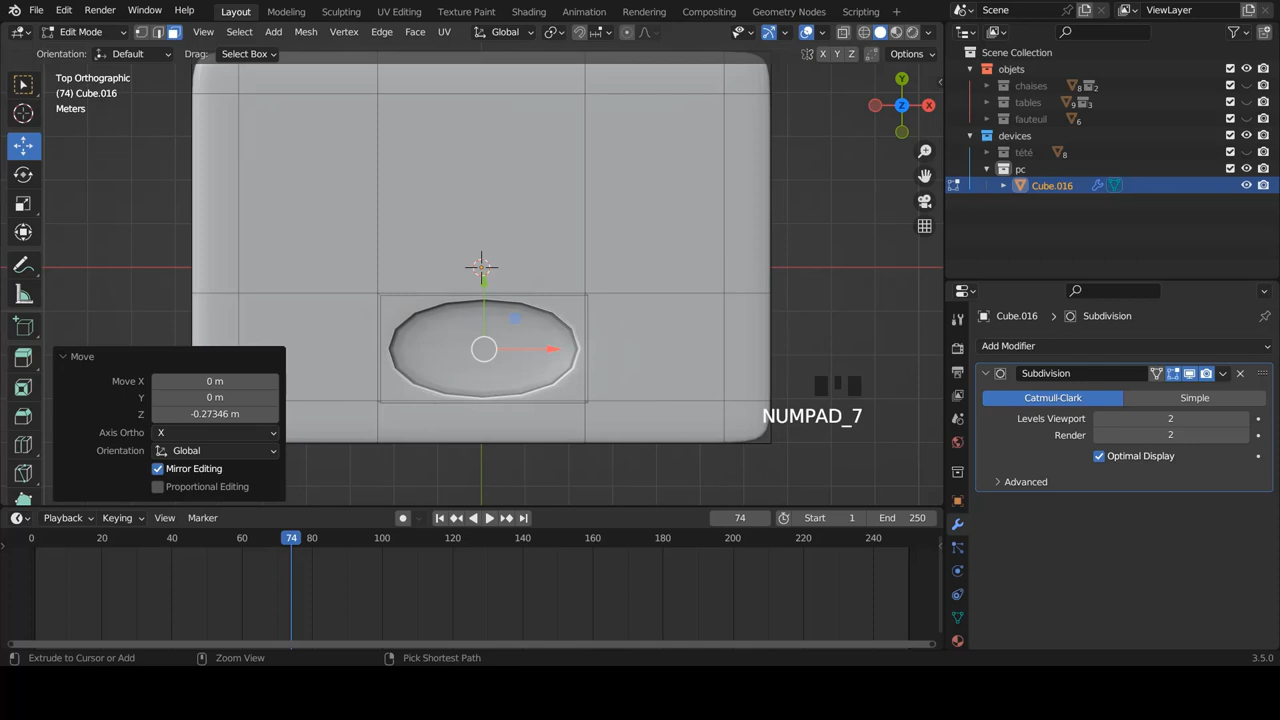 File Edit Render Window Help Layout Modeling Sculpting UV Editing Texture Paint Shading Animation Rendering Compositing Geometry Nodes Scripting Scene ViewLayer
Edit Mode View Select Add Mesh Vertex Edge Face UV Global
Orientation: Default Drag: Select Box X Y Z Options
Top Orthographic
(74) Cube.016
Meters
Y
X
Z
NUMPAD_7
Move
Move X 0 m
Y 0 m
Z -0.27346 m
Axis Ortho X
Orientation Global
Mirror Editing
Proportional Editing
Scene Collection
objets
chaises 8 2
tables 9 3
fauteuil 6
devices
tété 8
pc
Cube.016
Cube.016 Subdivision
Add Modifier
Subdivision
Catmull-Clark Simple
Levels Viewport 2
Render 2
Optimal Display
Advanced
Playback Keying View Marker 74 Start 1 End 250
0 20 40 60 74 80 100 120 140 160 180 200 220 240
Extrude to Cursor or Add Zoom View Pick Shortest Path 3.5.0